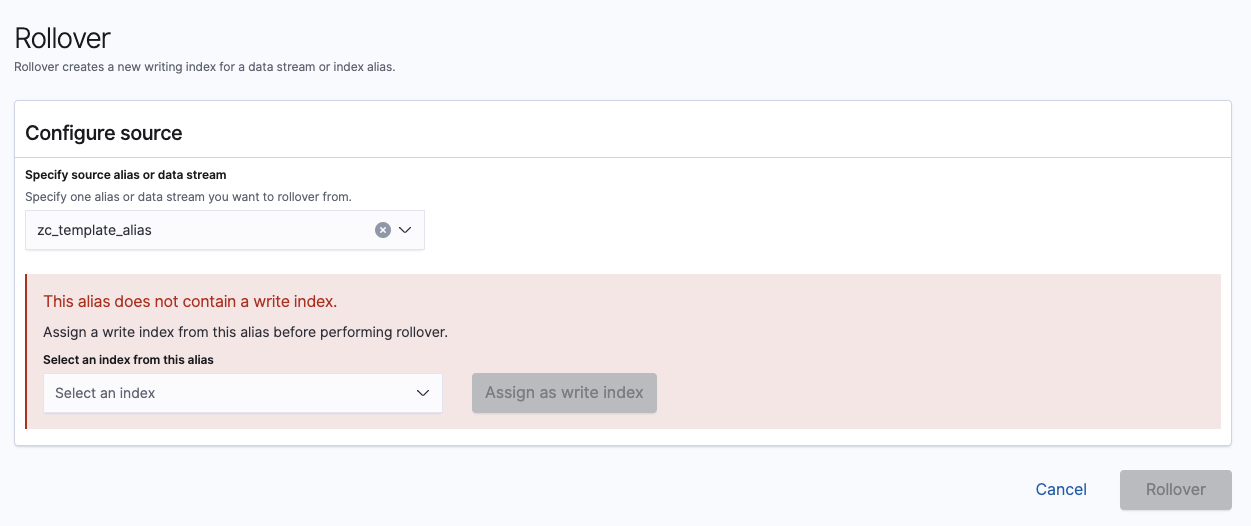 Rollover
Rollover creates a new writing index for a data stream or index alias.
Configure source
Specify source alias or data stream
Specify one alias or data stream you want to rollover from.
zc_template_alias
This alias does not contain a write index.
Assign a write index from this alias before performing rollover.
Select an index from this alias
Select an index
Assign as write index
Cancel
Rollover